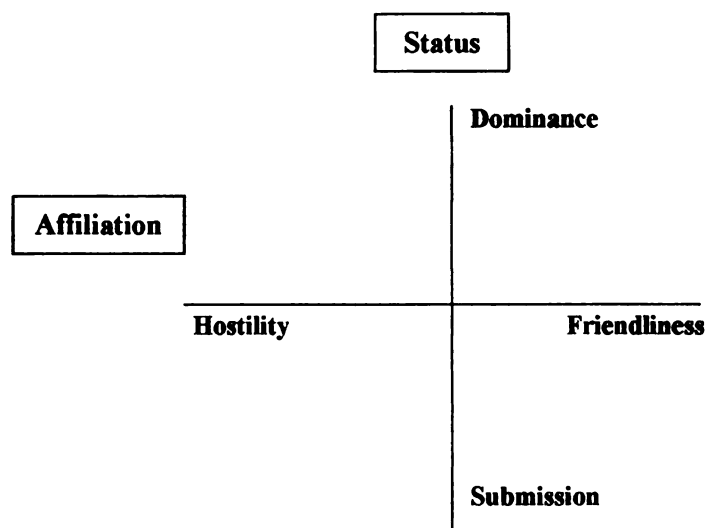 Status
Dominance
Affiliation
Hostility
Friendliness
Submission